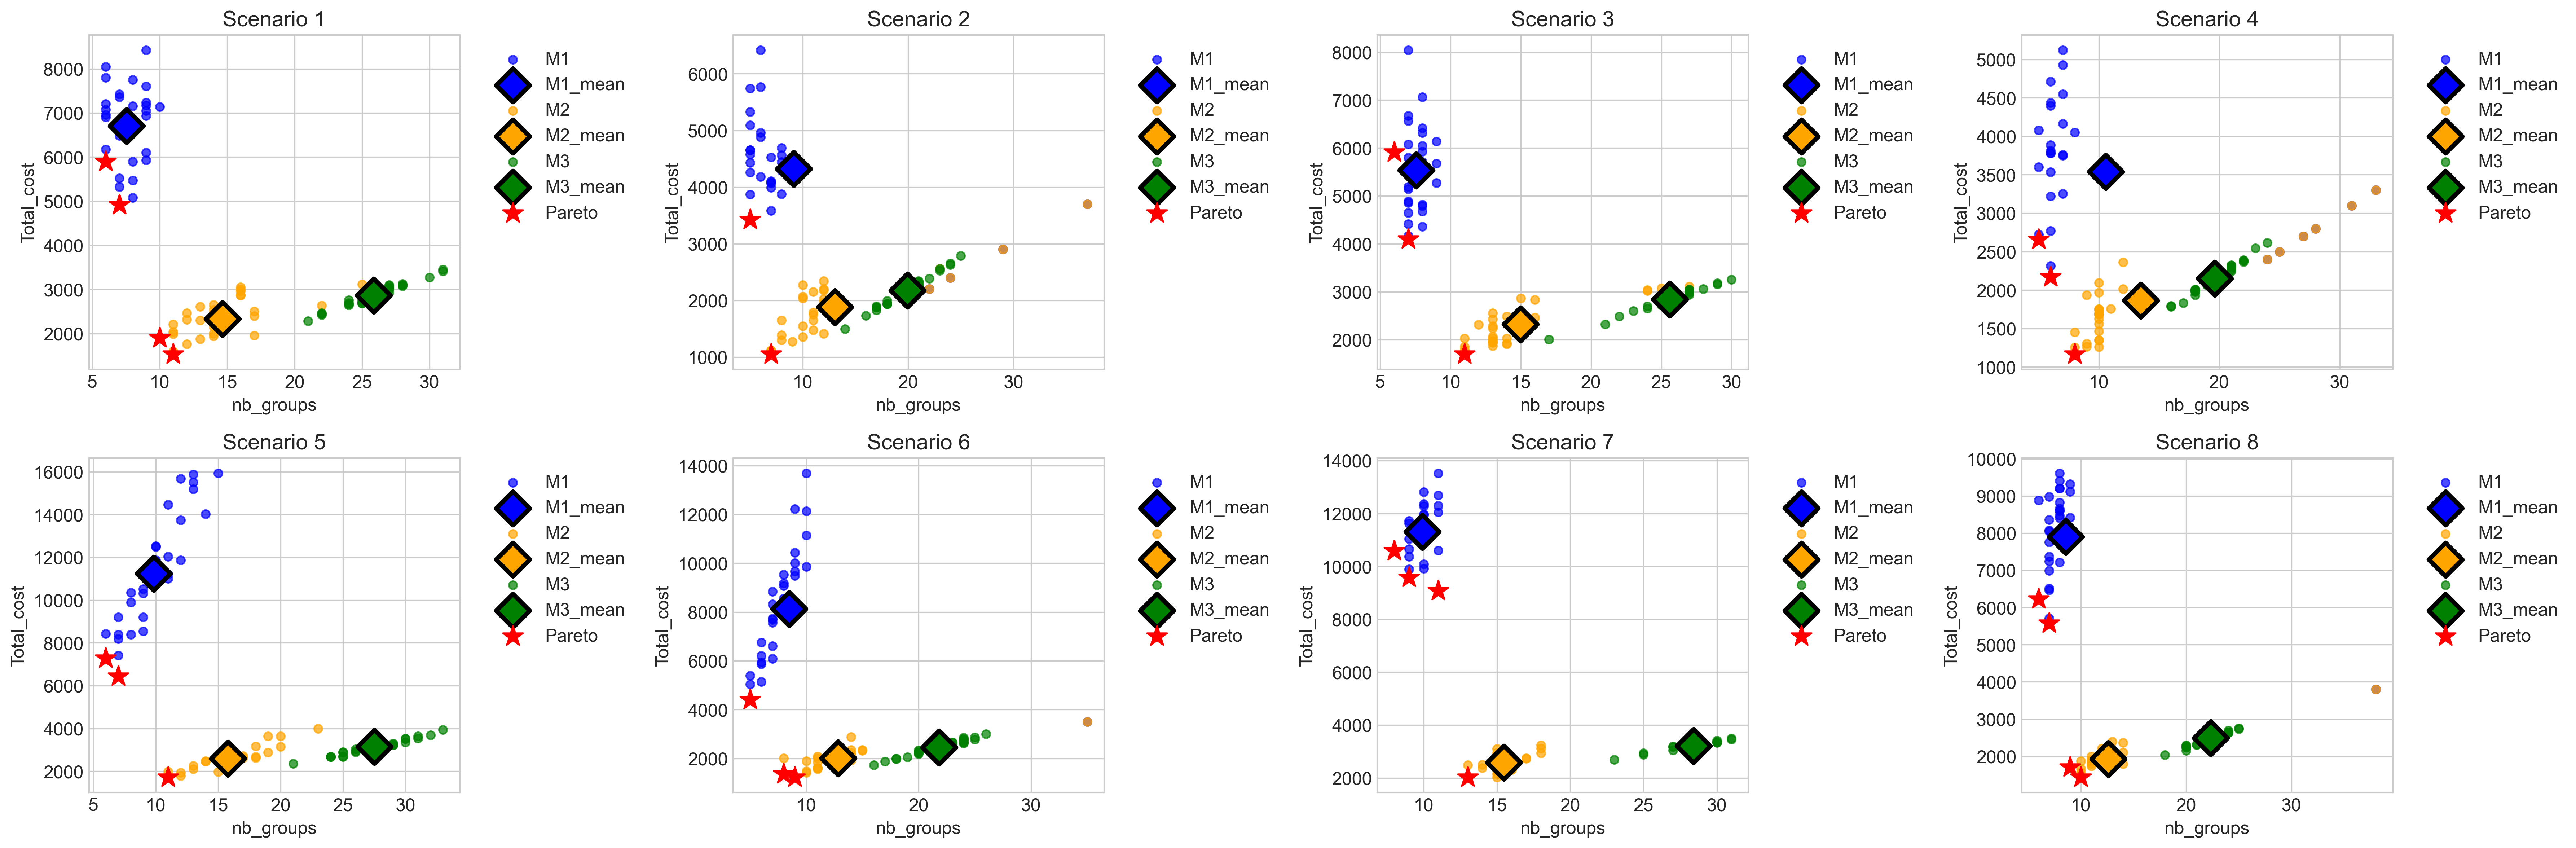 Scenario 1
Total_cost
8000
7000
6000
5000
4000
3000
2000
5
10
15
20
25
30
nb_groups
M1
M1_mean
M2
M2_mean
M3
M3_mean
Pareto
Scenario 2
Total_cost
6000
5000
4000
3000
2000
1000
10
20
30
nb_groups
M1
M1_mean
M2
M2_mean
M3
M3_mean
Pareto
Scenario 3
Total_cost
8000
7000
6000
5000
4000
3000
2000
5
10
15
20
25
30
nb_groups
M1
M1_mean
M2
M2_mean
M3
M3_mean
Pareto
Scenario 4
Total_cost
5000
4500
4000
3500
3000
2500
2000
1500
1000
10
20
30
nb_groups
M1
M1_mean
M2
M2_mean
M3
M3_mean
Pareto
Scenario 5
Total_cost
16000
14000
12000
10000
8000
6000
4000
2000
5
10
15
20
25
30
nb_groups
M1
M1_mean
M2
M2_mean
M3
M3_mean
Pareto
Scenario 6
Total_cost
14000
12000
10000
8000
6000
4000
2000
10
20
30
nb_groups
M1
M1_mean
M2
M2_mean
M3
M3_mean
Pareto
Scenario 7
Total_cost
14000
12000
10000
8000
6000
4000
2000
10
15
20
25
30
nb_groups
M1
M1_mean
M2
M2_mean
M3
M3_mean
Pareto
Scenario 8
Total_cost
10000
9000
8000
7000
6000
5000
4000
3000
2000
10
20
30
nb_groups
M1
M1_mean
M2
M2_mean
M3
M3_mean
Pareto